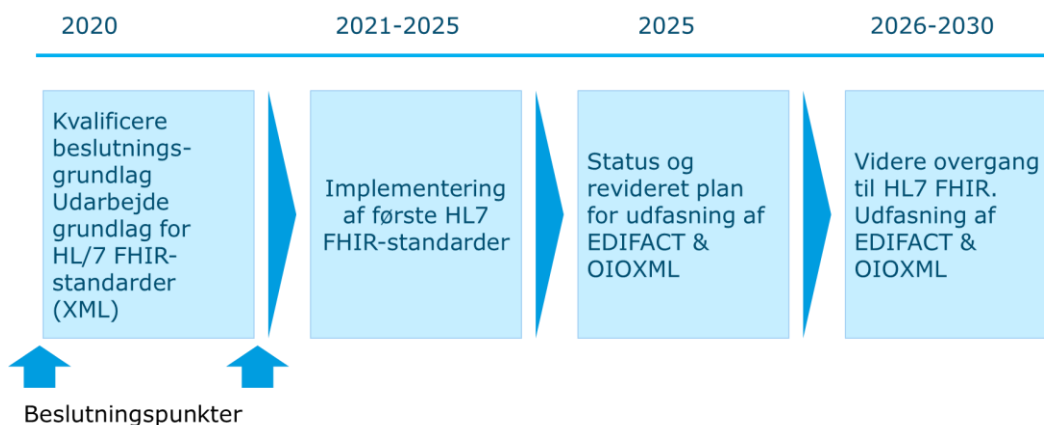 2020
2021-2025
2025
2026-2030
Kvalificere
beslutnings-
grundlag
Udarbejde
grundlag for
HL/7 FHIR-
standarder
(XML)
Implementering
af første HL7
FHIR-standarder
Status og
revideret plan
for udfasning af
EDIFACT &
OIOXML
Videre overgang
til HL7 FHIR.
Udfasning af
EDIFACT &
OIOXML
Beslutningspunkter